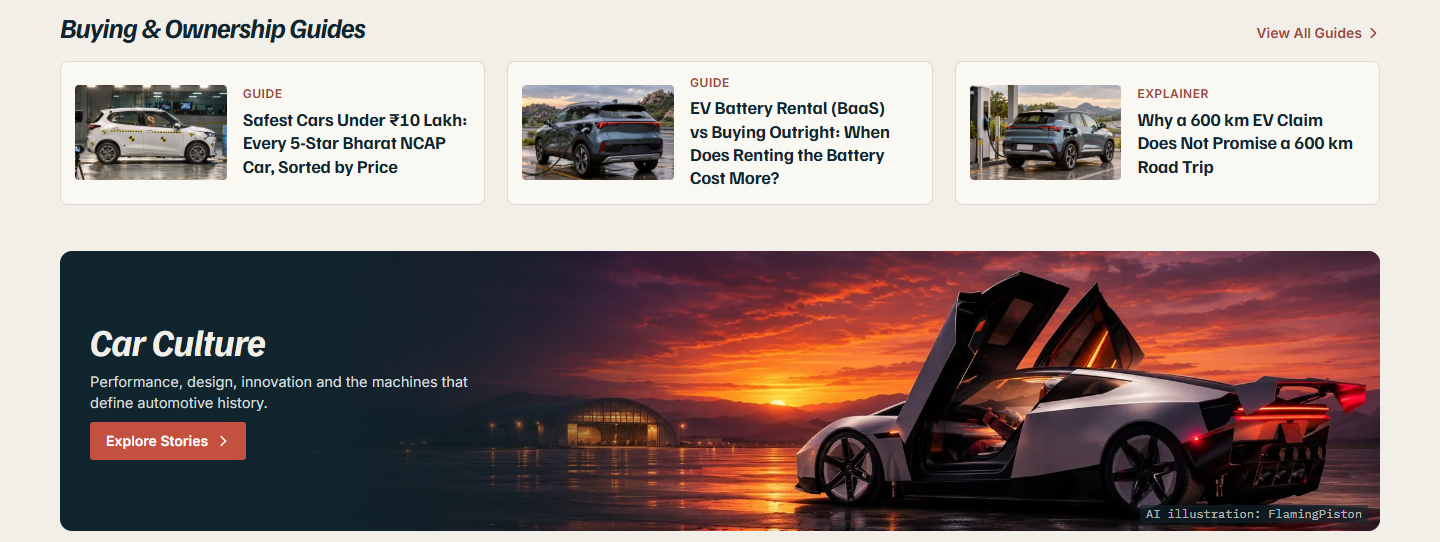 Buying & Ownership Guides
View All Guides
GUIDE
Safest Cars Under ₹10 Lakh:
Every 5-Star Bharat NCAP
Car, Sorted by Price
GUIDE
EV Battery Rental (BaaS)
vs Buying Outright: When
Does Renting the Battery
Cost More?
EXPLAINER
Why a 600 km EV Claim
Does Not Promise a 600 km
Road Trip
Car Culture
Performance, design, innovation and the machines that
define automotive history.
Explore Stories
AI illustration: FlamingPiston